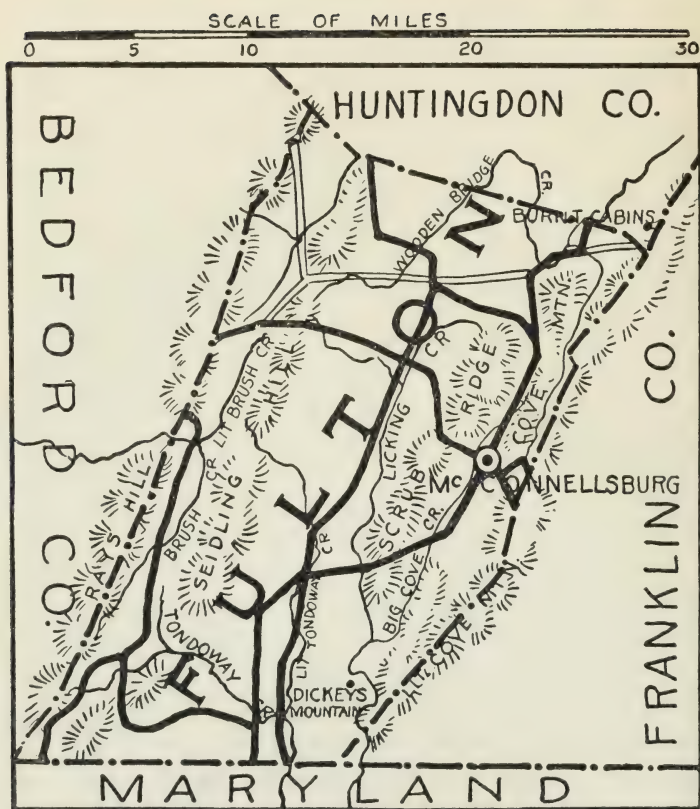 SCALE OF MILES
0 5 10 20 30
HUNTINGDON CO.
BEDFORD CO.
FRANKLIN CO.
MARYLAND
FULTON
WOODEN BRIDGE CR.
BURNT CABINS
COVE MTN.
CR.
RIDGE
SCRUB
LICKING
HILL
SEIDLING
LIT BRUSH CR.
BRUSH CR
RAYS HILL
McCONNELLSBURG
BIG COVE CR.
COVE MTN
TONDOWAY
CR.
LIT TONDOWAY CR
DICKEYS
MOUNTAIN